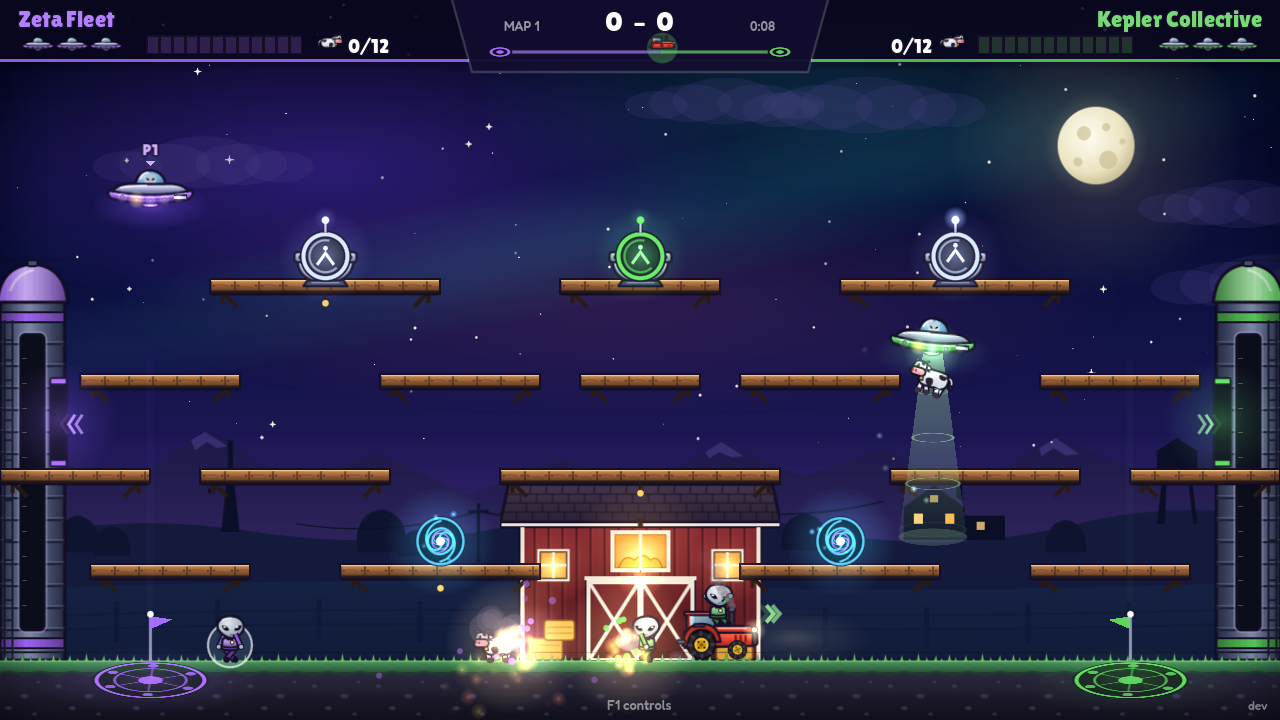 Zeta Fleet
0/12
MAP 1
0 - 0
0:08
Kepler Collective
0/12
P1
F1 controls
dev